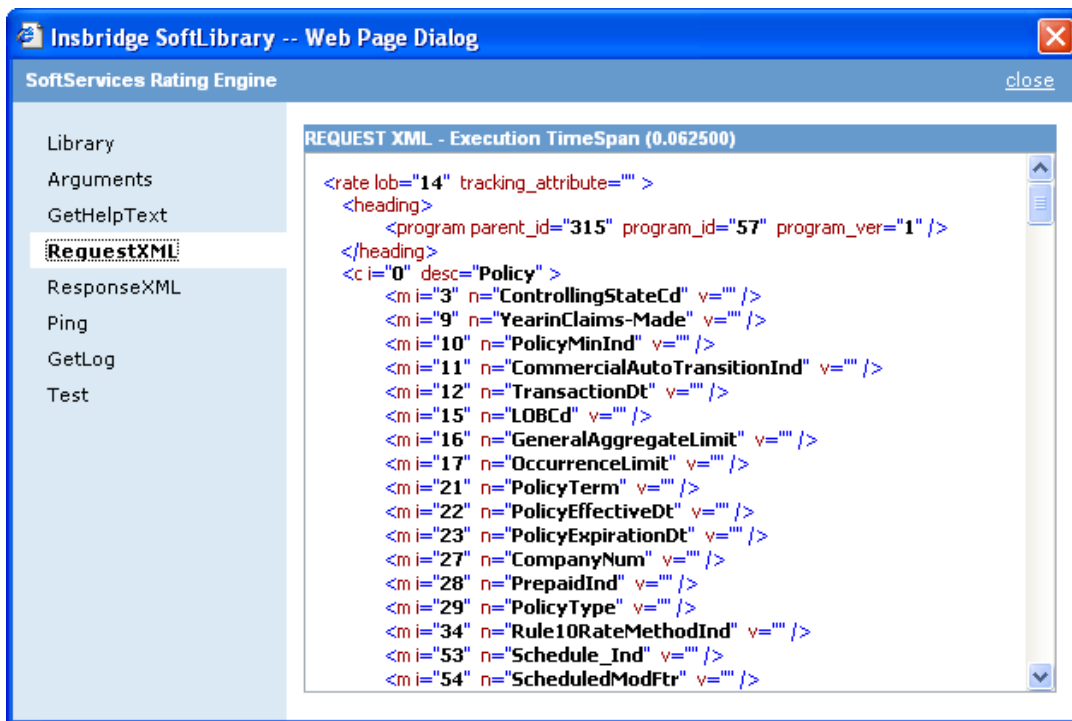 Insbridge SoftLibrary -- Web Page Dialog
SoftServices Rating Engine
close
Library
Arguments
GetHelpText
RequestXML
ResponseXML
Ping
GetLog
Test
REQUEST XML - Execution TimeSpan (0.062500)
<rate lob="14" tracking_attribute="" >
<heading>
<program parent_id="315" program_id="57" program_ver="1" />
</heading>
<c i="0" desc="Policy" >
<m i="3" n="ControllingStateCd" v="" />
<m i="9" n="YearinClaims-Made" v="" />
<m i="10" n="PolicyMinInd" v="" />
<m i="11" n="CommercialAutoTransitionInd" v="" />
<m i="12" n="TransactionDt" v="" />
<m i="15" n="LOBCd" v="" />
<m i="16" n="GeneralAggregateLimit" v="" />
<m i="17" n="OccurrenceLimit" v="" />
<m i="21" n="PolicyTerm" v="" />
<m i="22" n="PolicyEffectiveDt" v="" />
<m i="23" n="PolicyExpirationDt" v="" />
<m i="27" n="CompanyNum" v="" />
<m i="28" n="PrepaidInd" v="" />
<m i="29" n="PolicyType" v="" />
<m i="34" n="Rule10RateMethodInd" v="" />
<m i="53" n="Schedule_Ind" v="" />
<m i="54" n="ScheduledModFtr" v="" />